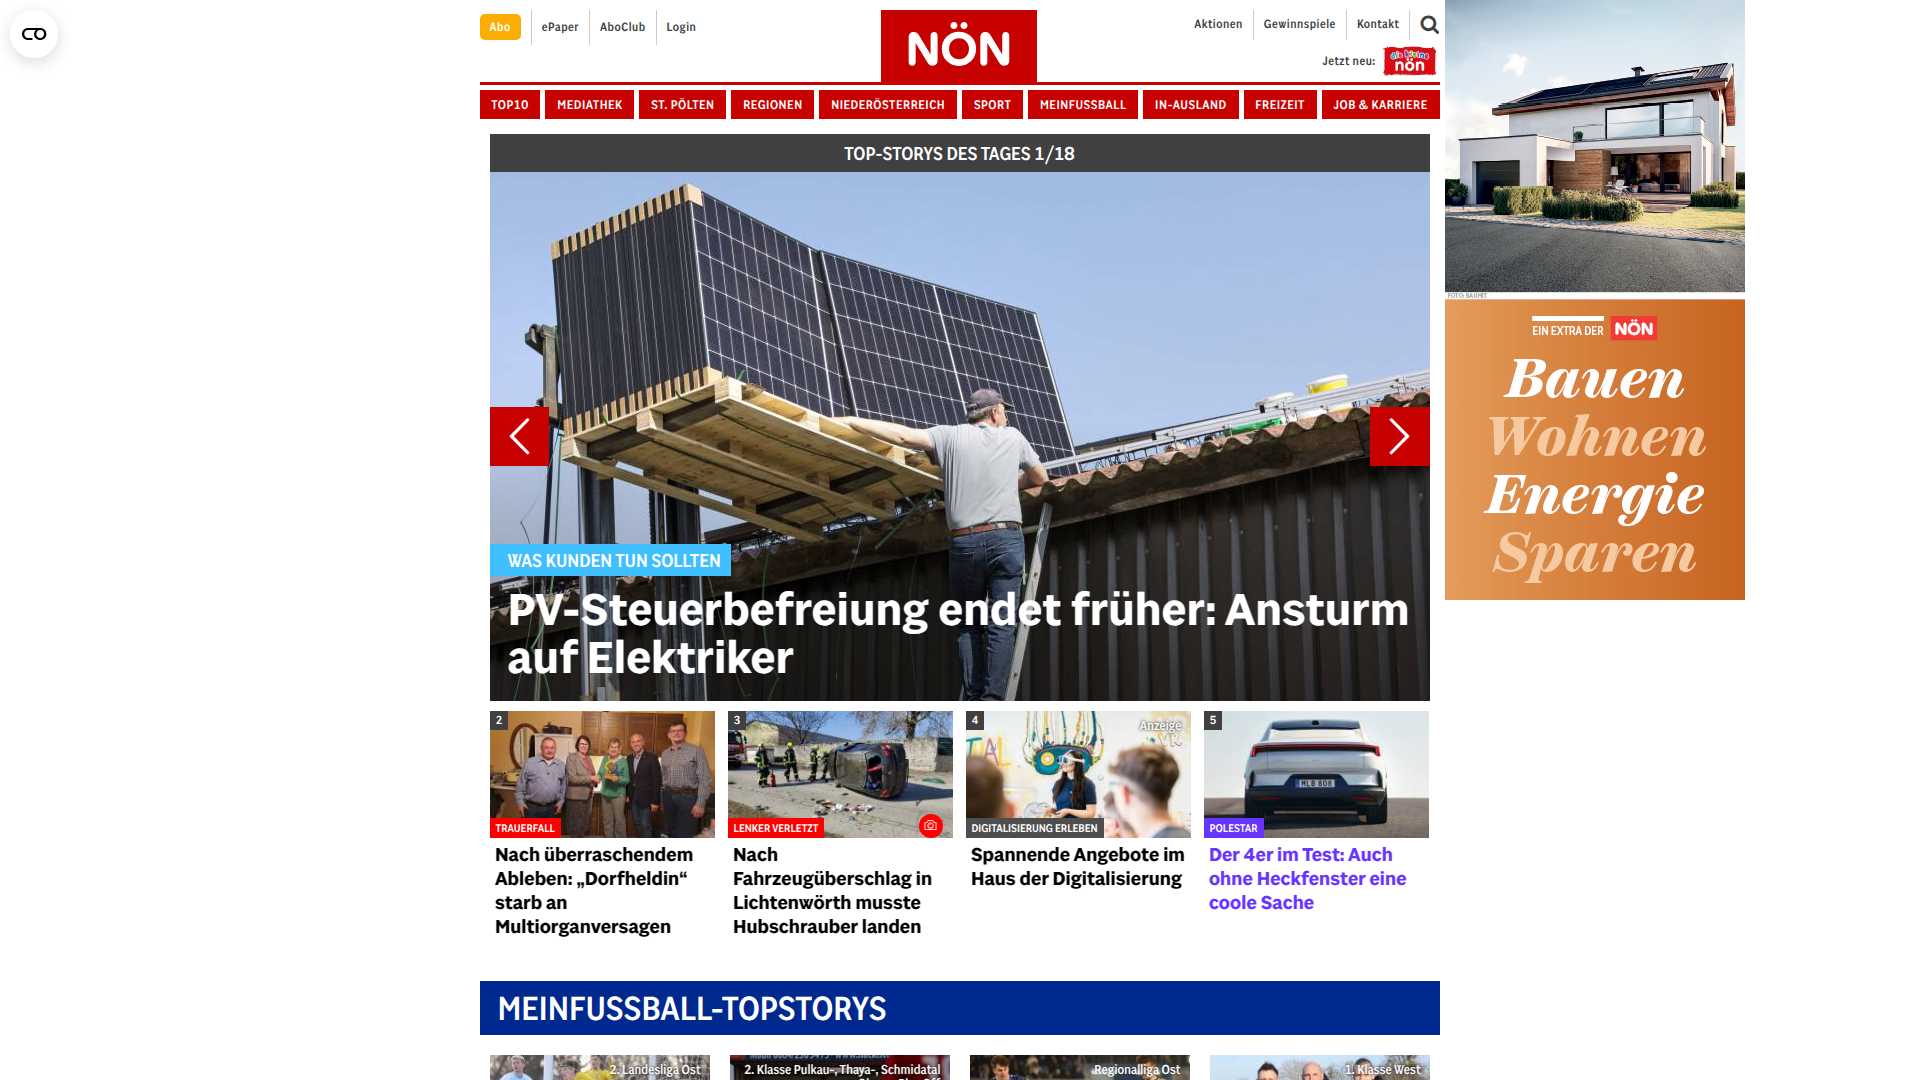 Abo
ePaper
AboClub
Login
NÖN
Aktionen
Gewinnspiele
Kontakt
Jetzt neu:
die kleine
nön
TOP10
MEDIATHEK
ST. PÖLTEN
REGIONEN
NIEDERÖSTERREICH
SPORT
MEINFUSSBALL
IN-AUSLAND
FREIZEIT
JOB & KARRIERE
TOP-STORYS DES TAGES 1/18
WAS KUNDEN TUN SOLLTEN
PV-Steuerbefreiung endet früher: Ansturm
auf Elektriker
2
TRAUERFALL
Nach überraschendem
Ableben: „Dorfheldin“
starb an
Multiorganversagen
3
LENKER VERLETZT
Nach
Fahrzeugüberschlag in
Lichtenwörth musste
Hubschrauber landen
4
Anzeige
DIGITALISIERUNG ERLEBEN
Spannende Angebote im
Haus der Digitalisierung
5
POLESTAR
Der 4er im Test: Auch
ohne Heckfenster eine
coole Sache
FOTO: BAUMIT
EIN EXTRA DER NÖN
Bauen
Wohnen
Energie
Sparen
MEINFUSSBALL-TOPSTORYS
2. Landesliga Ost
2. Klasse Pulkau-, Thaya-, Schmidatal
Regionalliga Ost
1. Klasse West